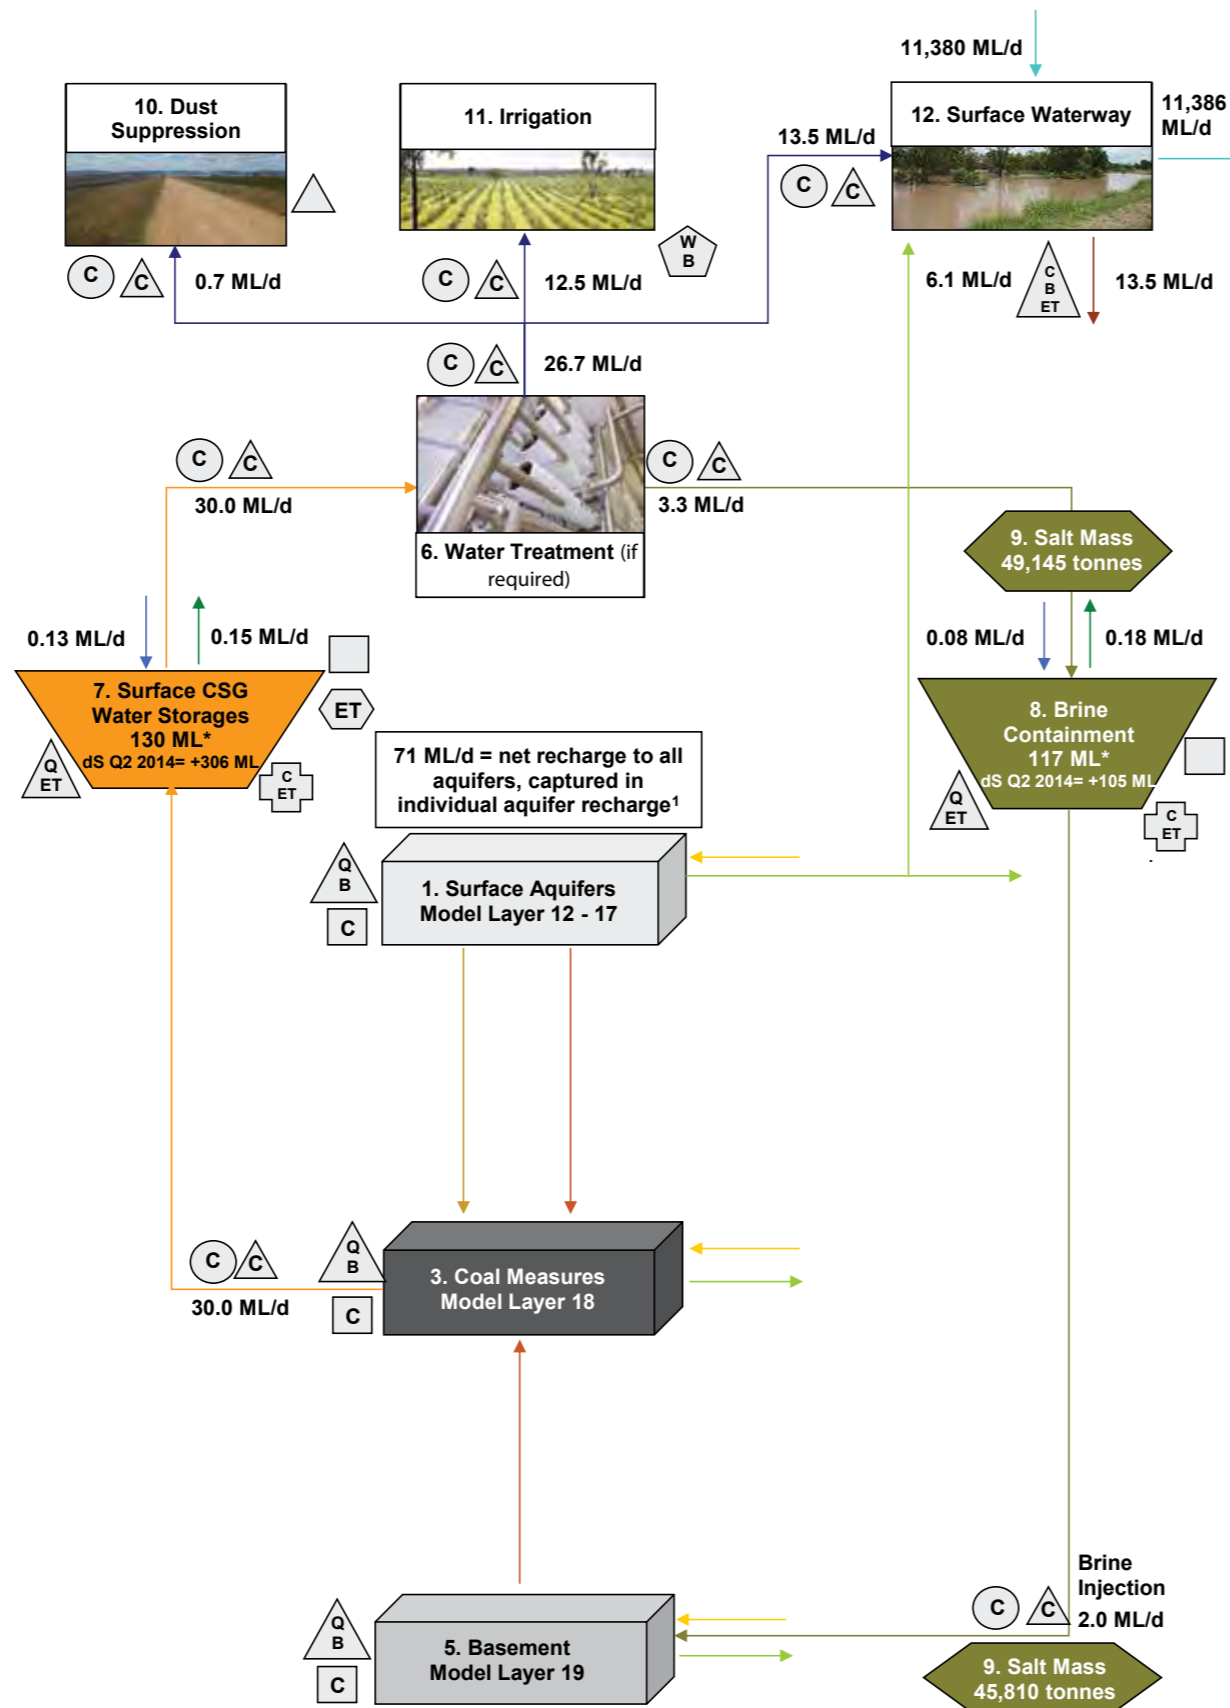 11,380 ML/d
10. Dust
Suppression
11. Irrigation
12. Surface Waterway
11,386
ML/d
13.5 ML/d
C
C
W
B
C
C
0.7 ML/d
C
C
12.5 ML/d
6.1 ML/d
C
B
ET
13.5 ML/d
C
C
26.7 ML/d
C
C
30.0 ML/d
C
C
3.3 ML/d
6. Water Treatment (if
required)
9. Salt Mass
49,145 tonnes
0.13 ML/d
0.15 ML/d
0.08 ML/d
0.18 ML/d
7. Surface CSG
Water Storages
130 ML*
dS Q2 2014= +306 ML
ET
Q
ET
C
ET
8. Brine
Containment
117 ML*
dS Q2 2014= +105 ML
Q
ET
C
ET
71 ML/d = net recharge to all
aquifers, captured in
individual aquifer recharge¹
Q
B
C
1. Surface Aquifers
Model Layer 12 - 17
C
C
30.0 ML/d
Q
B
C
3. Coal Measures
Model Layer 18
Brine
Injection
2.0 ML/d
C
C
Q
B
C
5. Basement
Model Layer 19
9. Salt Mass
45,810 tonnes